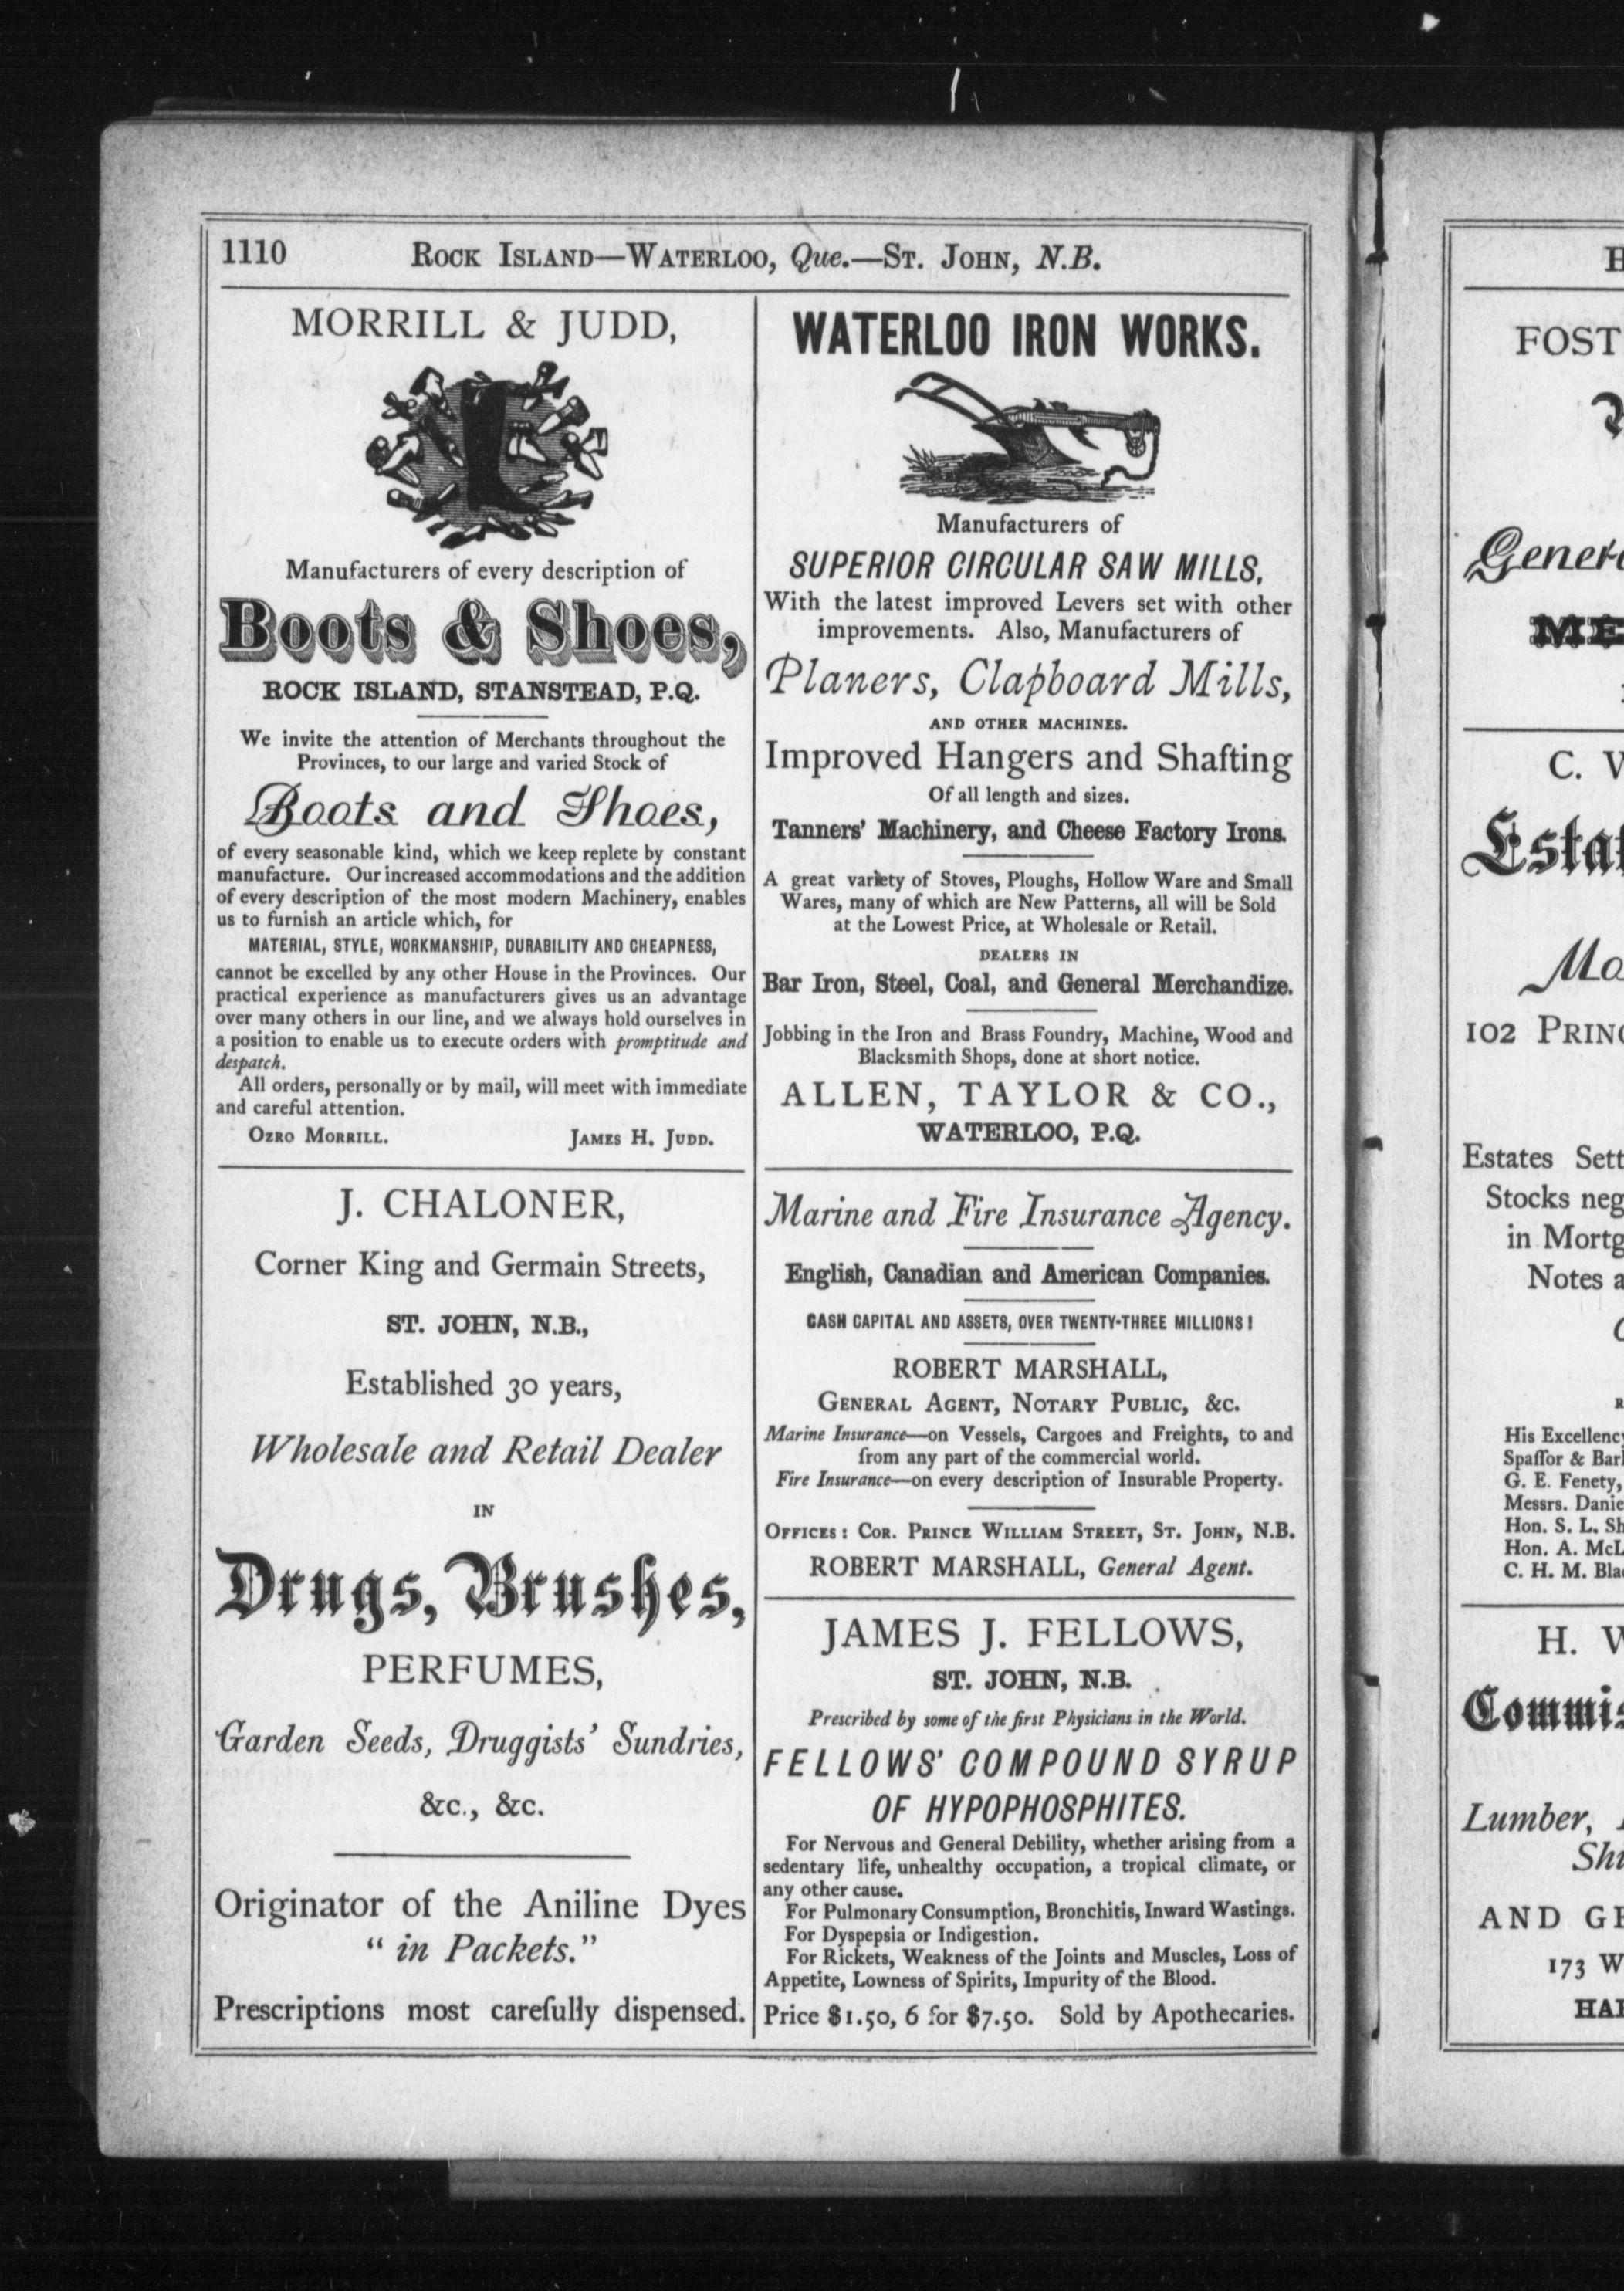 1110 ROCK ISLAND—WATERLOO, Que.—ST. JOHN, N.B.
MORRILL & JUDD,
Manufacturers of every description of
Boots & Shoes,
ROCK ISLAND, STANSTEAD, P.Q.
We invite the attention of Merchants throughout the
Provinces, to our large and varied Stock of
Boots and Shoes,
of every seasonable kind, which we keep replete by constant
manufacture. Our increased accommodations and the addition
of every description of the most modern Machinery, enables
us to furnish an article which, for
MATERIAL, STYLE, WORKMANSHIP, DURABILITY AND CHEAPNESS,
cannot be excelled by any other House in the Provinces. Our
practical experience as manufacturers gives us an advantage
over many others in our line, and we always hold ourselves in
a position to enable us to execute orders with promptitude and
despatch.
All orders, personally or by mail, will meet with immediate
and careful attention.
OZRO MORRILL. JAMES H. JUDD.
J. CHALONER,
Corner King and Germain Streets,
ST. JOHN, N.B.,
Established 30 years,
Wholesale and Retail Dealer
IN
Drugs, Brushes,
PERFUMES,
Garden Seeds, Druggists' Sundries,
&c., &c.
Originator of the Aniline Dyes
"in Packets."
Prescriptions most carefully dispensed.
WATERLOO IRON WORKS.
Manufacturers of
SUPERIOR CIRCULAR SAW MILLS,
With the latest improved Levers set with other
improvements. Also, Manufacturers of
Planers, Clapboard Mills,
AND OTHER MACHINES.
Improved Hangers and Shafting
Of all length and sizes.
Tanners' Machinery, and Cheese Factory Irons.
A great variety of Stoves, Ploughs, Hollow Ware and Small
Wares, many of which are New Patterns, all will be Sold
at the Lowest Price, at Wholesale or Retail.
DEALERS IN
Bar Iron, Steel, Coal, and General Merchandize.
Jobbing in the Iron and Brass Foundry, Machine, Wood and
Blacksmith Shops, done at short notice.
ALLEN, TAYLOR & CO.,
WATERLOO, P.Q.
Marine and Fire Insurance Agency.
English, Canadian and American Companies.
CASH CAPITAL AND ASSETS, OVER TWENTY-THREE MILLIONS!
ROBERT MARSHALL,
GENERAL AGENT, NOTARY PUBLIC, &C.
Marine Insurance—on Vessels, Cargoes and Freights, to and
from any part of the commercial world.
Fire Insurance—on every description of Insurable Property.
OFFICES: COR. PRINCE WILLIAM STREET, ST. JOHN, N.B.
ROBERT MARSHALL, General Agent.
JAMES J. FELLOWS,
ST. JOHN, N.B.
Prescribed by some of the first Physicians in the World.
FELLOWS' COMPOUND SYRUP
OF HYPOPHOSPHITES.
For Nervous and General Debility, whether arising from a
sedentary life, unhealthy occupation, a tropical climate, or
any other cause.
For Pulmonary Consumption, Bronchitis, Inward Wastings.
For Dyspepsia or Indigestion.
For Rickets, Weakness of the Joints and Muscles, Loss of
Appetite, Lowness of Spirits, Impurity of the Blood.
Price $1.50, 6 for $7.50. Sold by Apothecaries.
FOST
C.
102
Estates
Stocks
in
Notes
His
Spaffor &
G. E. Fenety,
Messrs.
Hon. S. L.
Hon. A.
C. H. M.
H.
Lumber,
AND
173